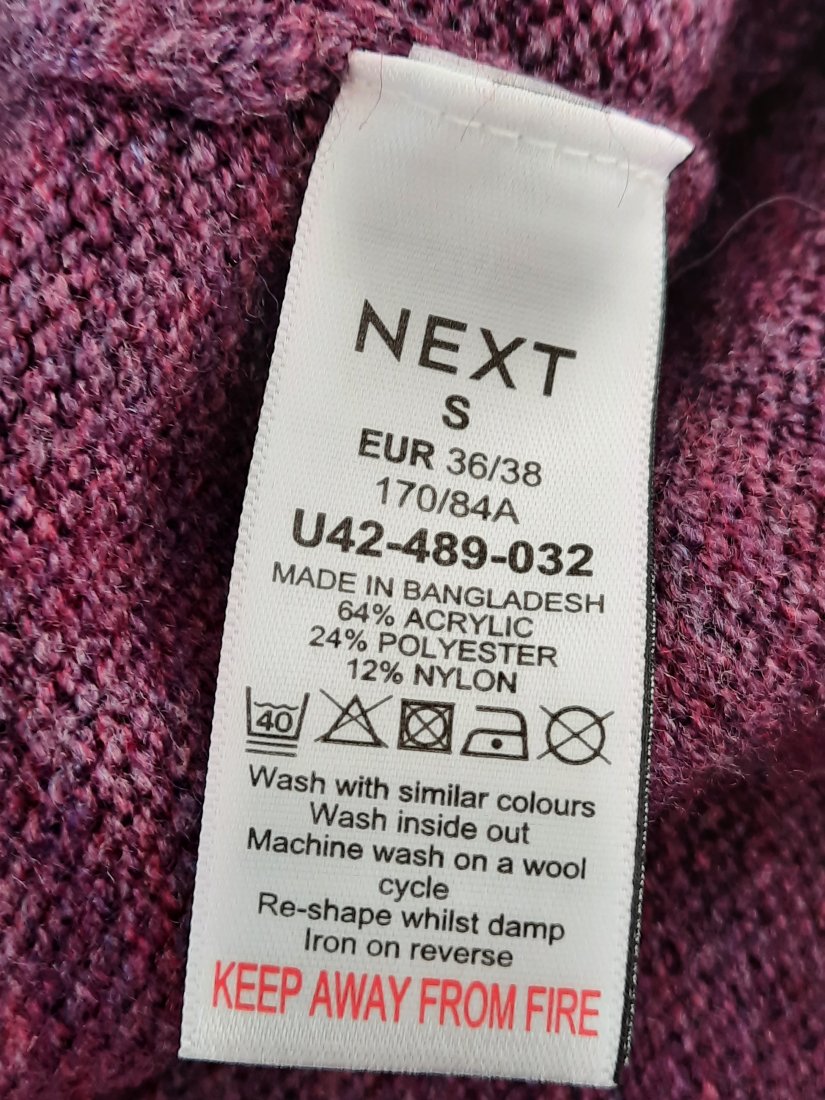 NEXT
S
EUR 36/38
170/84A
U42-489-032
MADE IN BANGLADESH
64% ACRYLIC
24% POLYESTER
12% NYLON
40
Wash with similar colours
Wash inside out
Machine wash on a wool
cycle
Re-shape whilst damp
Iron on reverse
KEEP AWAY FROM FIRE